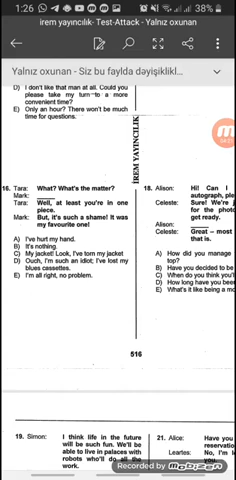 1:26
38%
irem yayıncılık- Test-Attack - Yalnız oxunan
Yalnız oxunan - Siz bu faylda dəyişiklikl...
D) I don't like that man at all. Could you
please take my turn to a more
convenient time?
E) Only an hour? There won't be much
time for questions.
İREM YAYINCILIK
16. Tara: What? What's the matter?
Mark:
Tara: Well, at least you're in one
piece.
Mark: But, it's such a shame! It was
my favourite one!
A) I've hurt my hand.
B) It's nothing.
C) My jacket! Look, I've torn my jacket
D) Ouch, I'm such an idiot; I've lost my
blues cassettes.
E) I'm all right, no problem.
18. Alison: Hi! Can I
autograph, ple
Celeste: Sure! We're j
for the photo
get ready.
Alison:
Celeste: Great – most
that is.
A) How did you manage
top?
B) Have you decided to be
C) When do you think you'l
D) How long have you bee
E) What's it like being a mo
516
19. Simon: I think life in the future
will be such fun. We'll be
able to live in palaces with
robots who'll do all the
work.
21. Alice: Have you
reservatio
Leartes: No, I'm l
you.
Recorded by mobizen